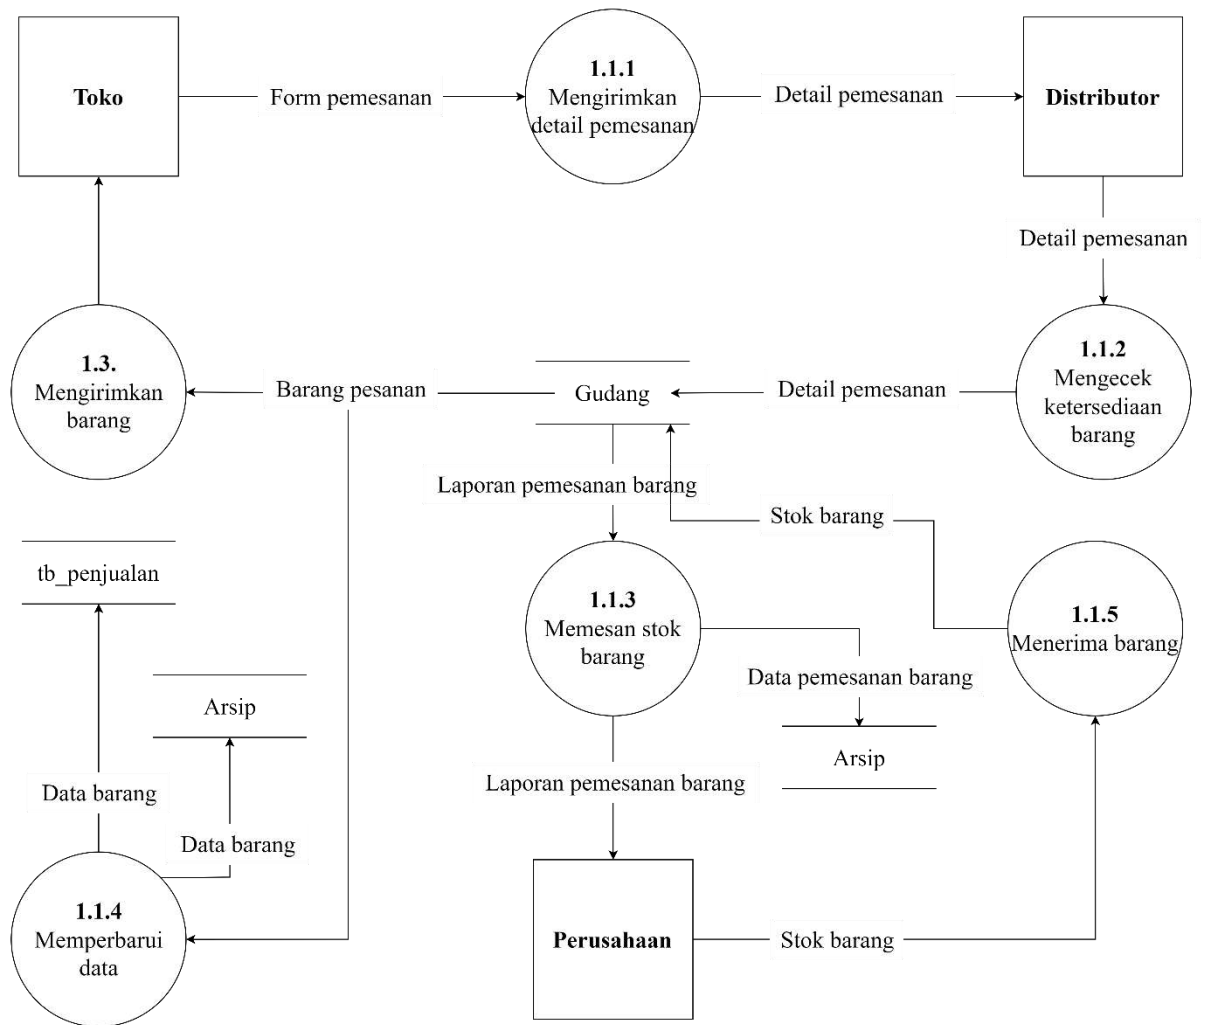 Toko
Form pemesanan
1.1.1
Mengirimkan
detail pemesanan
Detail pemesanan
Distributor
Detail pemesanan
1.3.
Mengirimkan
barang
Barang pesanan
Gudang
Detail pemesanan
1.1.2
Mengecek
ketersediaan
barang
Laporan pemesanan barang
Stok barang
tb_penjualan
1.1.3
Memesan stok
barang
1.1.5
Menerima barang
Data pemesanan barang
Arsip
Arsip
Data barang
Laporan pemesanan barang
Data barang
1.1.4
Memperbarui
data
Perusahaan
Stok barang